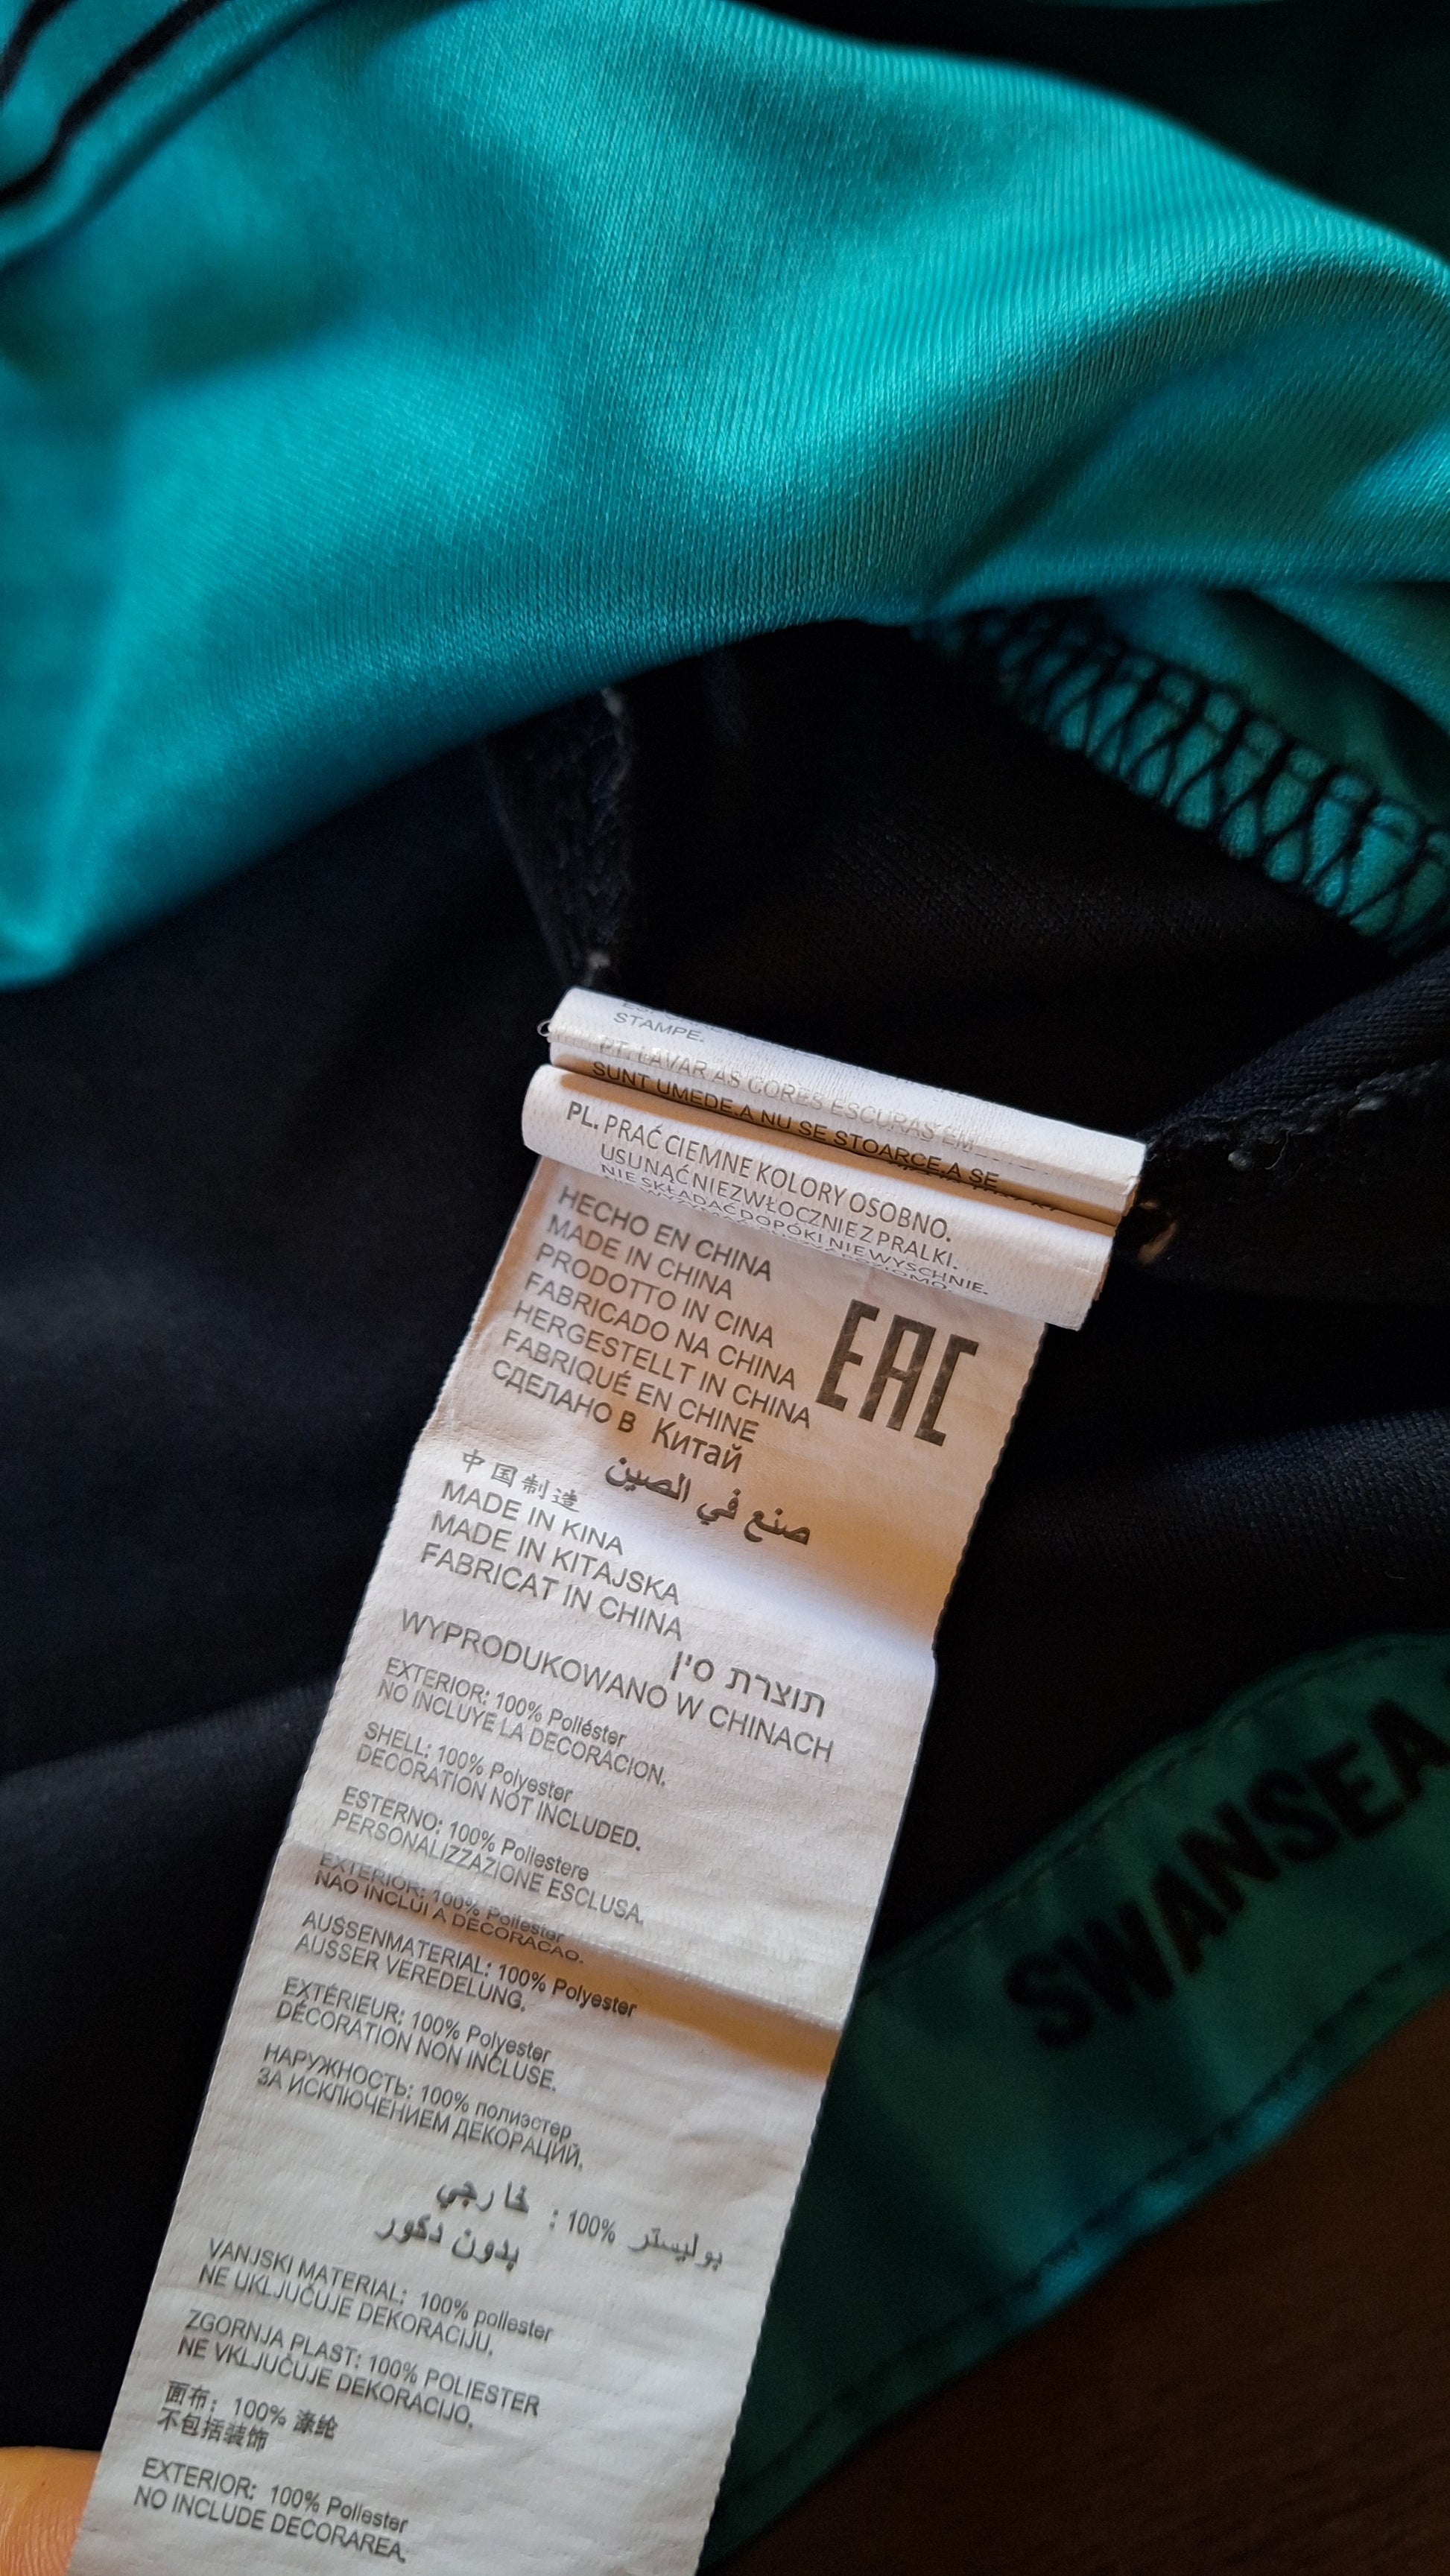 STAMPE.
PT. LAVAR AS CORES ESCURAS EM
SUNT UMEDE.A NU SE STOARCE.A SE
PL. PRAĆ CIEMNE KOLORY OSOBNO.
USUNĄĆ NIEZWŁOCZNIE Z PRALKI.
NIE SKŁADAĆ DOPÓKI NIE WYSCHNIE.
HECHO EN CHINA
MADE IN CHINA
PRODOTTO IN CINA
FABRICADO NA CHINA
HERGESTELLT IN CHINA
FABRIQUÉ EN CHINE
СДЕЛАНО В Китай
EAC
صنع في الصين
中国制造
MADE IN KINA
MADE IN KITAJSKA
FABRICAT IN CHINA
תוצרת סין
WYPRODUKOWANO W CHINACH
EXTERIOR: 100% Poliéster
NO INCLUYE LA DECORACION.
SHELL: 100% Polyester
DECORATION NOT INCLUDED.
ESTERNO: 100% Poliestere
PERSONALIZZAZIONE ESCLUSA.
EXTERIOR: 100% Poliester
NAO INCLUI A DECORACAO.
AUSSENMATERIAL: 100% Polyester
AUSSER VEREDELUNG.
EXTÉRIEUR: 100% Polyester
DÉCORATION NON INCLUSE.
НАРУЖНОСТЬ: 100% полиэстер
ЗА ИСКЛЮЧЕНИЕМ ДЕКОРАЦИЙ.
خارجي : 100% بوليستر
بدون دكور
VANJSKI MATERIAL: 100% poliester
NE UKLJUČUJE DEKORACIJU.
ZGORNJA PLAST: 100% POLIESTER
NE VKLJUČUJE DEKORACIJO.
面布：100% 涤纶
不包括装饰
EXTERIOR: 100% Poliester
NO INCLUDE DECORAREA.
SWANSEA